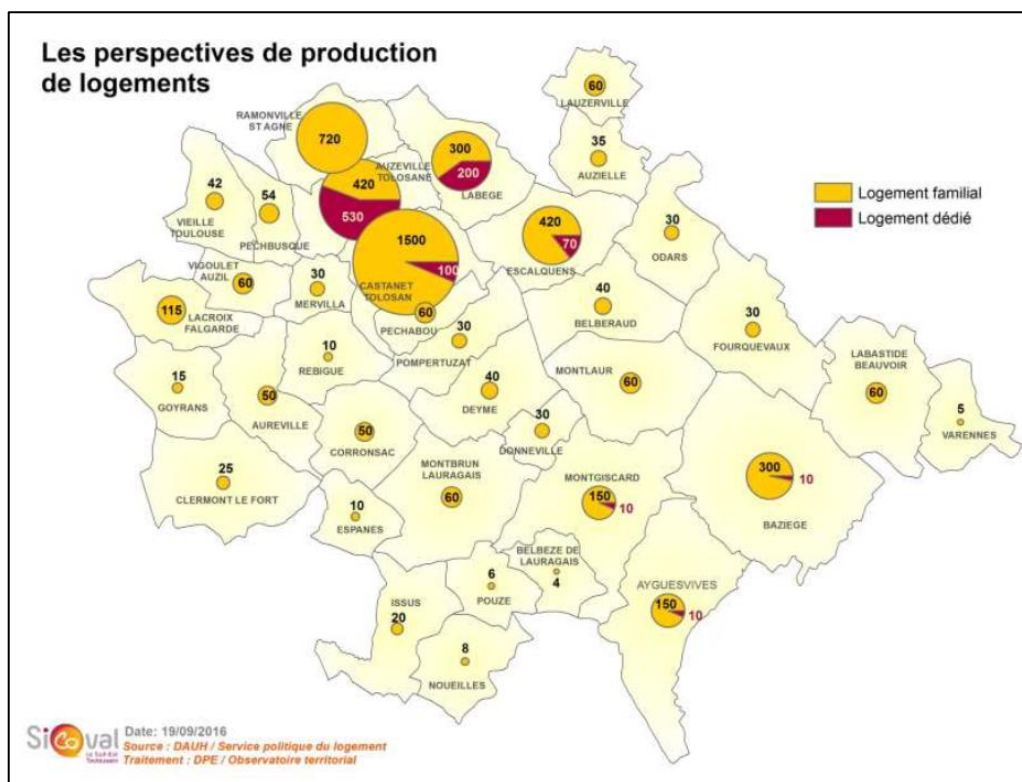 Les perspectives de production
de logements
60
LAUZERVILLE
RAMONVILLE
ST AGNE
720
300
200
LABEGE
35
AUZIELLE
AUZEVILLE
TOLOSANE
420
530
42
VIEILLE
TOULOUSE
54
PECHBUSQUE
Logement familial
Logement dédié
420
70
ESCALQUENS
30
ODARS
1500
100
CASTANET
TOLOSAN
VIGOULET
AUZIL
60
30
MERVILLA
115
LACROIX
FALGARDE
60
PECHABOU
40
BELBERAUD
30
FOURQUEVAUX
30
POMPERTUZAT
10
REBIGUE
LABASTIDE
BEAUVOIR
60
15
GOYRANS
50
AUREVILLE
40
DEYME
MONTLAUR
60
5
VARENNES
50
CORRONSAC
30
DONNEVILLE
25
CLERMONT LE FORT
MONTBRUN
LAURAGAIS
60
MONTGISCARD
150
10
300
10
BAZIEGE
10
ESPANES
BELBEZE DE
LAURAGAIS
4
6
POUZE
AYGUESVIVES
150
10
ISSUS
20
8
NOUEILLES
Sicoval
LE SUD-EST
TOULOUSAIN
Date: 19/09/2016
Source : DAUH / Service politique du logement
Traitement : DPE / Observatoire territorial